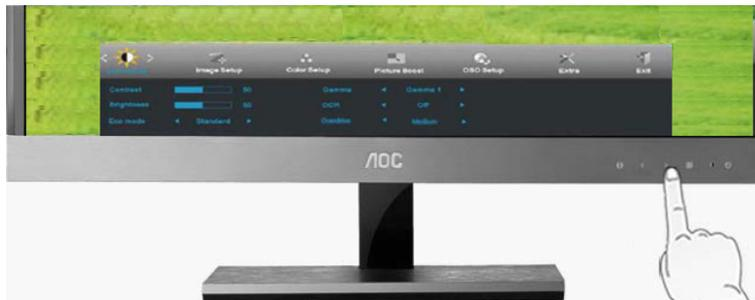 Luminance
Image Setup
Color Setup
Picture Boost
OSD Setup
Extra
Exit
Contrast 50 Gamma Gamma 1
Brightness 50 DCR Off
Eco mode Standard Overdrive Medium
AOC